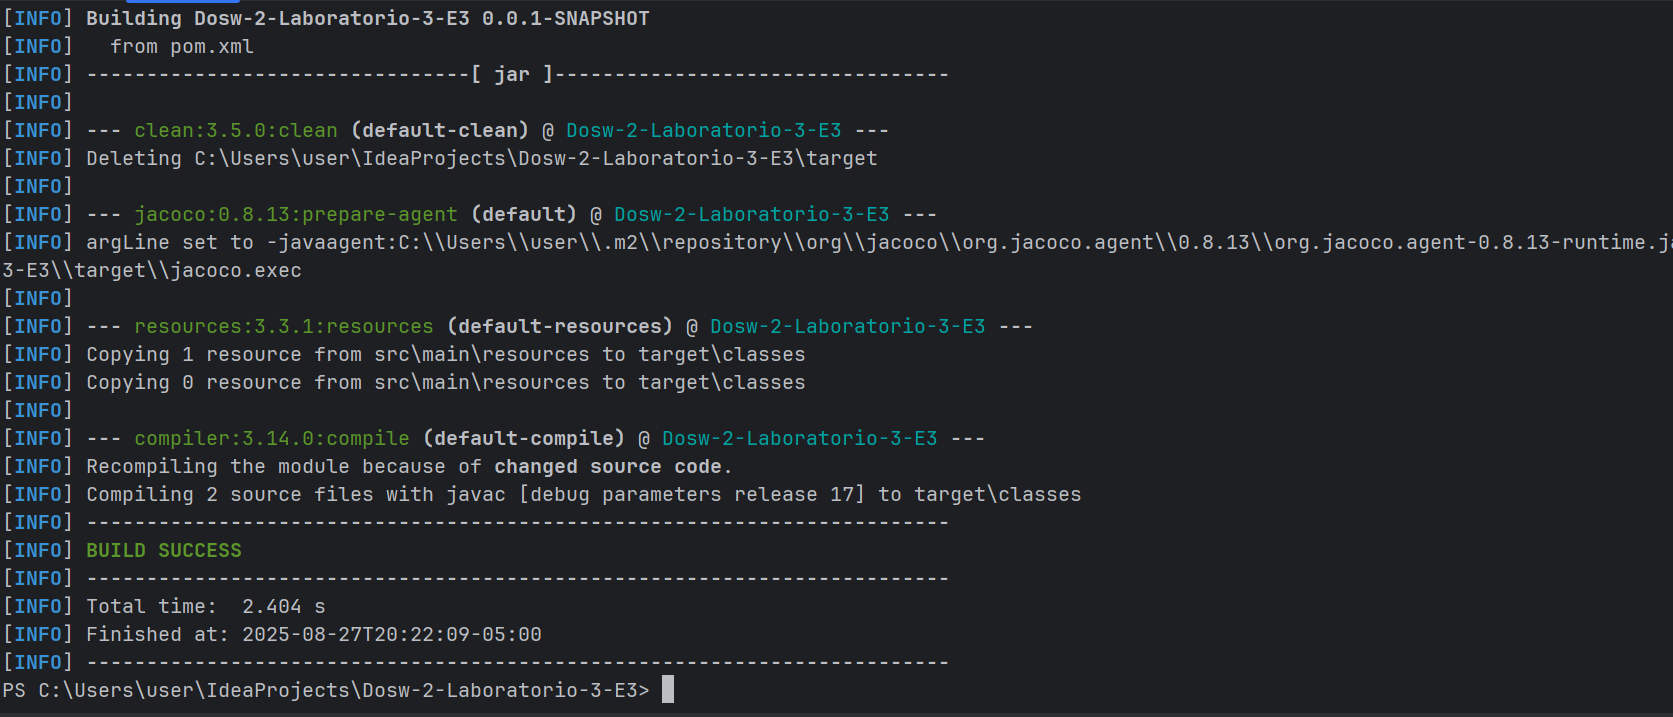 [INFO] Building Dosw-2-Laboratorio-3-E3 0.0.1-SNAPSHOT
[INFO]   from pom.xml
[INFO] --------------------------------[ jar ]---------------------------------
[INFO]
[INFO] --- clean:3.5.0:clean (default-clean) @ Dosw-2-Laboratorio-3-E3 ---
[INFO] Deleting C:\Users\user\IdeaProjects\Dosw-2-Laboratorio-3-E3\target
[INFO]
[INFO] --- jacoco:0.8.13:prepare-agent (default) @ Dosw-2-Laboratorio-3-E3 ---
[INFO] argLine set to -javaagent:C:\\Users\\user\\.m2\\repository\\org\\jacoco\\org.jacoco.agent\\0.8.13\\org.jacoco.agent-0.8.13-runtime.ja
3-E3\\target\\jacoco.exec
[INFO]
[INFO] --- resources:3.3.1:resources (default-resources) @ Dosw-2-Laboratorio-3-E3 ---
[INFO] Copying 1 resource from src\main\resources to target\classes
[INFO] Copying 0 resource from src\main\resources to target\classes
[INFO]
[INFO] --- compiler:3.14.0:compile (default-compile) @ Dosw-2-Laboratorio-3-E3 ---
[INFO] Recompiling the module because of changed source code.
[INFO] Compiling 2 source files with javac [debug parameters release 17] to target\classes
[INFO] ------------------------------------------------------------------------
[INFO] BUILD SUCCESS
[INFO] ------------------------------------------------------------------------
[INFO] Total time:  2.404 s
[INFO] Finished at: 2025-08-27T20:22:09-05:00
[INFO] ------------------------------------------------------------------------
PS C:\Users\user\IdeaProjects\Dosw-2-Laboratorio-3-E3>